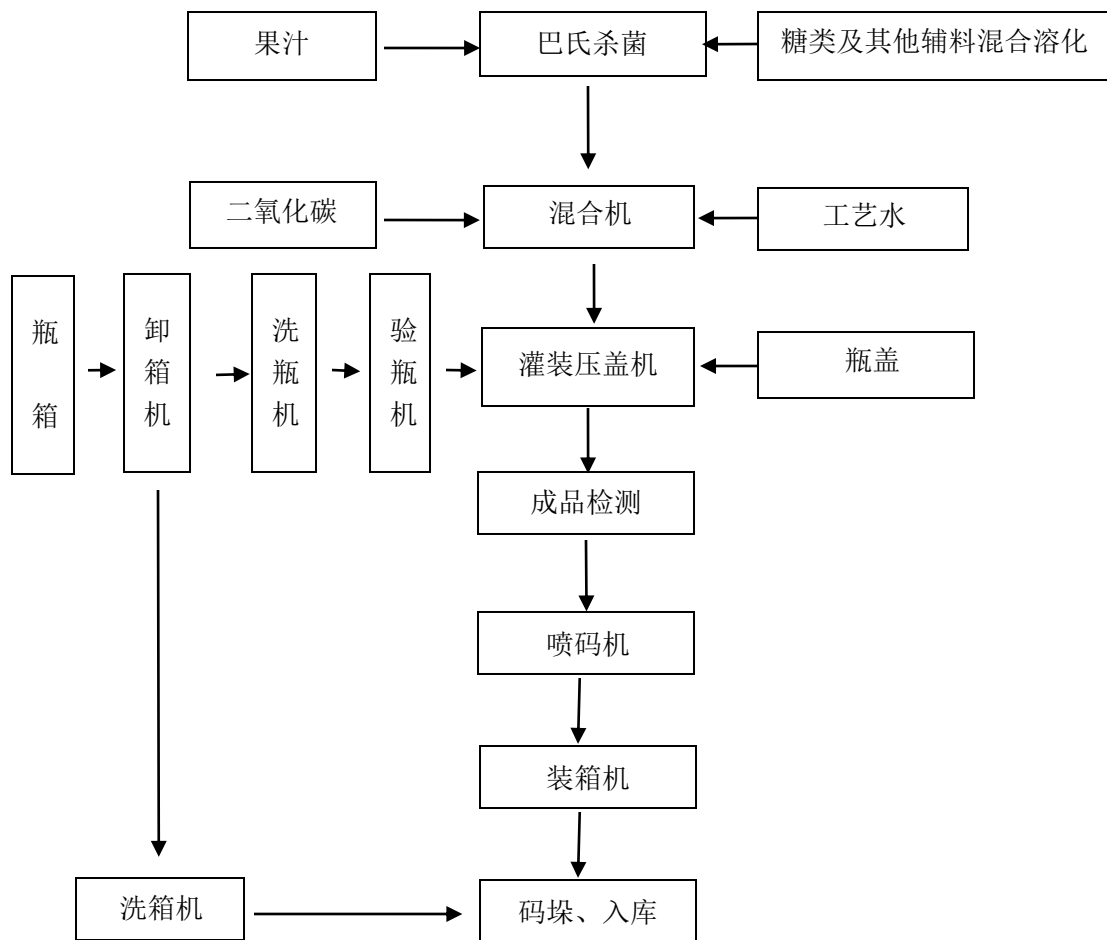 果汁
巴氏杀菌
糖类及其他辅料混合溶化
二氧化碳
混合机
工艺水
瓶箱
卸箱机
洗瓶机
验瓶机
灌装压盖机
瓶盖
成品检测
喷码机
装箱机
洗箱机
码垛、入库